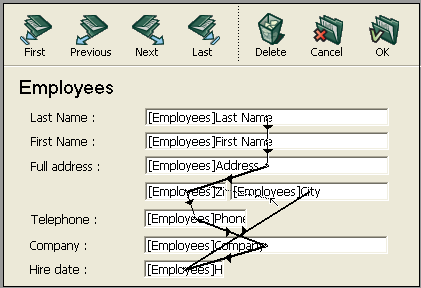 First Previous Next Last Delete Cancel OK
Employees
Last Name : [Employees]Last Name
First Name : [Employees]First Name
Full address : [Employees]Address
[Employees]Zi [Employees]City
Telephone : [Employees]Phone
Company : [Employees]Company
Hire date : [Employees]H